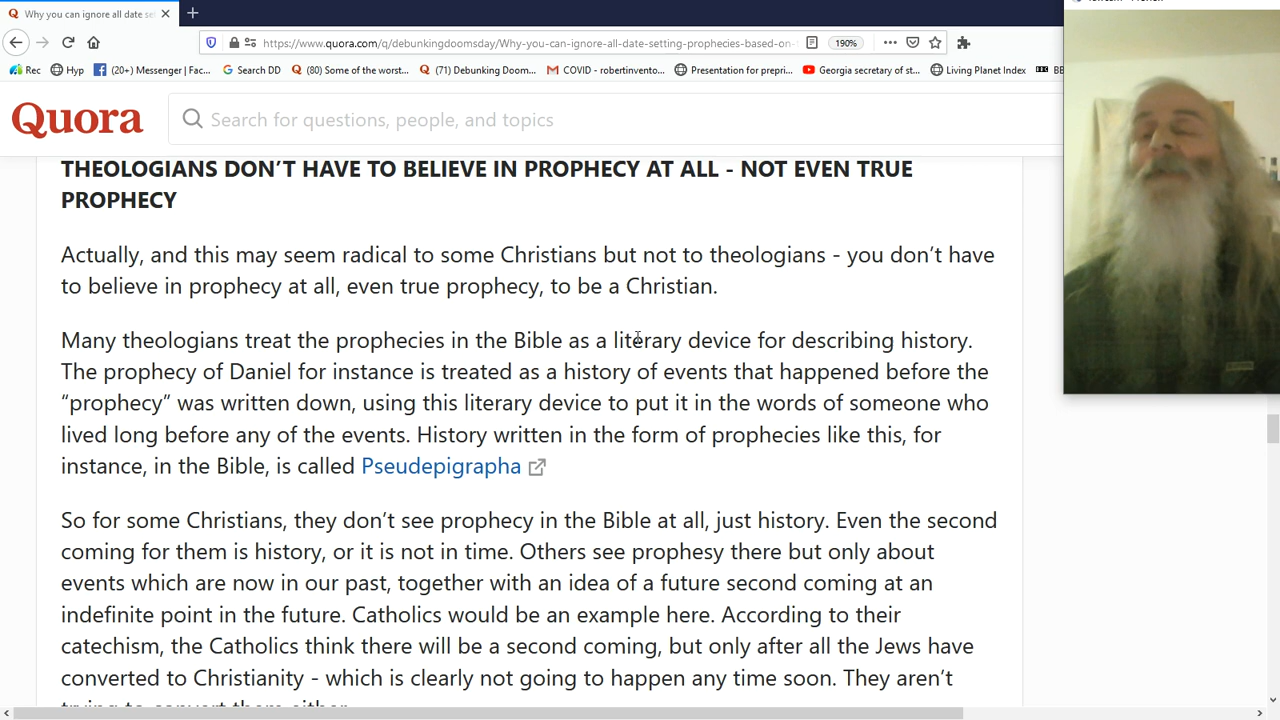 Why you can ignore all date se
https://www.quora.com/q/debunkingdoomsday/Why-you-can-ignore-all-date-setting-prophecies-based-on-
190%
Rec
Hyp
(20+) Messenger | Fac...
Search DD
(80) Some of the worst...
(71) Debunking Doom...
COVID - robertinvento...
Presentation for prepri...
Georgia secretary of st...
Living Planet Index
Quora
Search for questions, people, and topics
THEOLOGIANS DON’T HAVE TO BELIEVE IN PROPHECY AT ALL - NOT EVEN TRUE
PROPHECY
Actually, and this may seem radical to some Christians but not to theologians - you don’t have
to believe in prophecy at all, even true prophecy, to be a Christian.
Many theologians treat the prophecies in the Bible as a literary device for describing history.
The prophecy of Daniel for instance is treated as a history of events that happened before the
“prophecy” was written down, using this literary device to put it in the words of someone who
lived long before any of the events. History written in the form of prophecies like this, for
instance, in the Bible, is called Pseudepigrapha
So for some Christians, they don’t see prophecy in the Bible at all, just history. Even the second
coming for them is history, or it is not in time. Others see prophesy there but only about
events which are now in our past, together with an idea of a future second coming at an
indefinite point in the future. Catholics would be an example here. According to their
catechism, the Catholics think there will be a second coming, but only after all the Jews have
converted to Christianity - which is clearly not going to happen any time soon. They aren’t
trying to convert them either